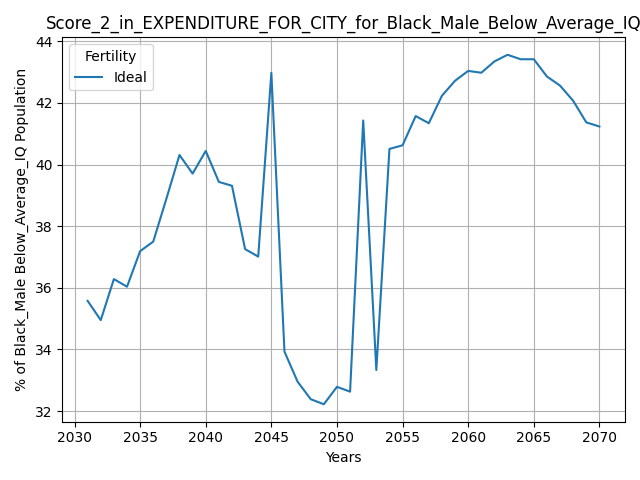 Score_2_in_EXPENDITURE_FOR_CITY_for_Black_Male_Below_Average_IQ
% of Black_Male Below_Average_IQ Population
44
42
40
38
36
34
32
Fertility
Ideal
2030 2035 2040 2045 2050 2055 2060 2065 2070
Years